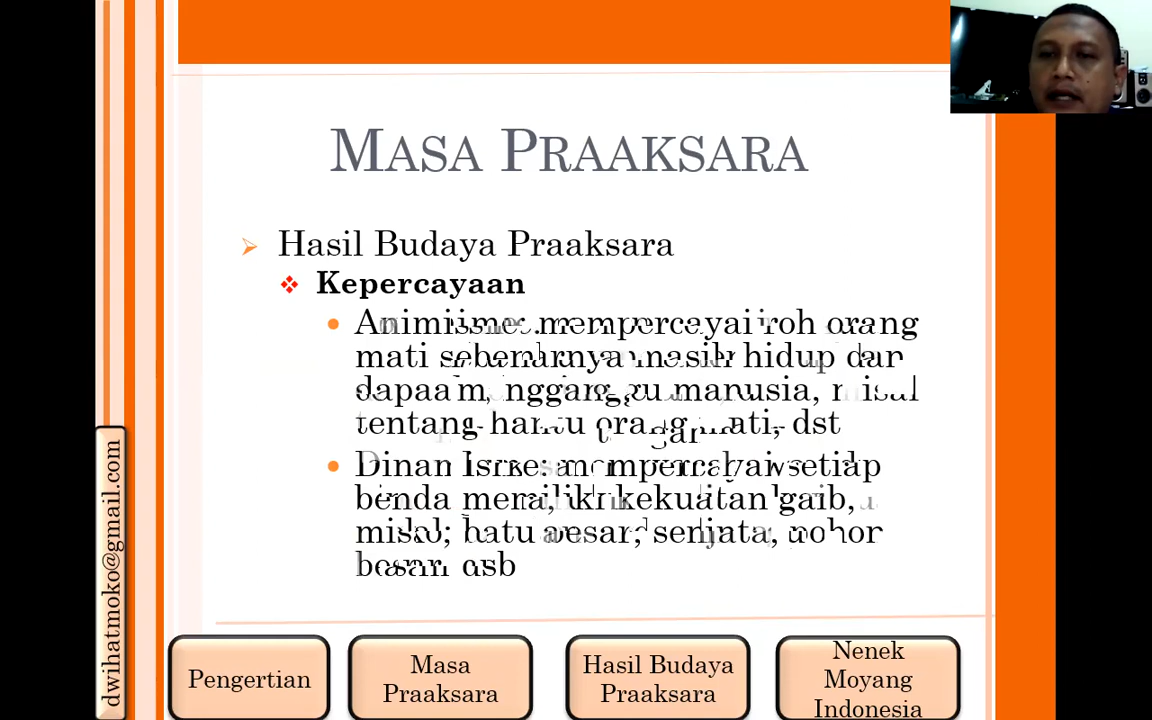 MASA PRAAKSARA
Hasil Budaya Praaksara
Kepercayaan
Animisme: mempercayai roh orang
mati sebenarnya masih hidup dan
dapat mengganggu manusia, misal
tentang hantu orang mati, dst
Dinamisme: mempercayai setiap
benda memiliki kekuatan gaib,
misal; batu besar, senjata, pohon
besar, dsb
dwihatmoko@gmail.com
Pengertian
Masa
Praaksara
Hasil Budaya
Praaksara
Nenek
Moyang
Indonesia